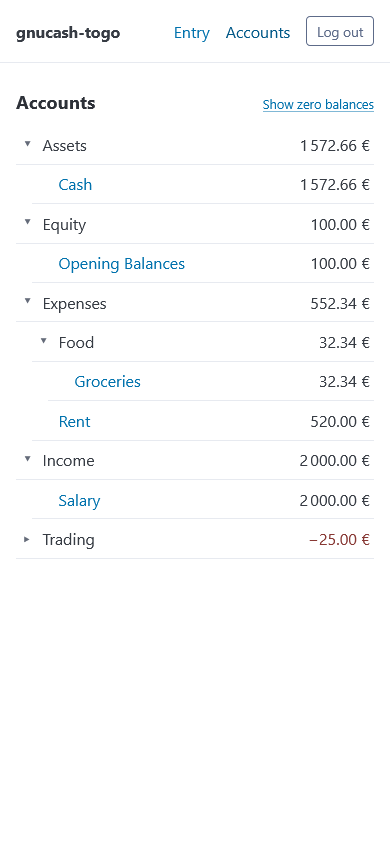 gnucash-togo Entry Accounts Log out
Accounts Show zero balances
▾ Assets 1 572.66 €
Cash 1 572.66 €
▾ Equity 100.00 €
Opening Balances 100.00 €
▾ Expenses 552.34 €
▾ Food 32.34 €
Groceries 32.34 €
Rent 520.00 €
▾ Income 2 000.00 €
Salary 2 000.00 €
▸ Trading −25.00 €